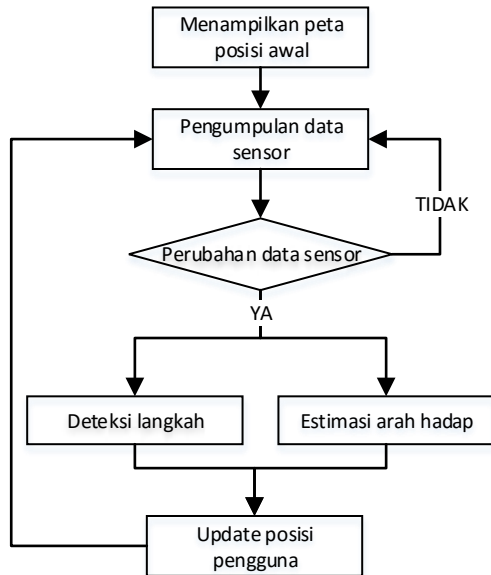 Menampilkan peta
posisi awal
Pengumpulan data
sensor
TIDAK
Perubahan data sensor
YA
Deteksi langkah
Estimasi arah hadap
Update posisi
pengguna